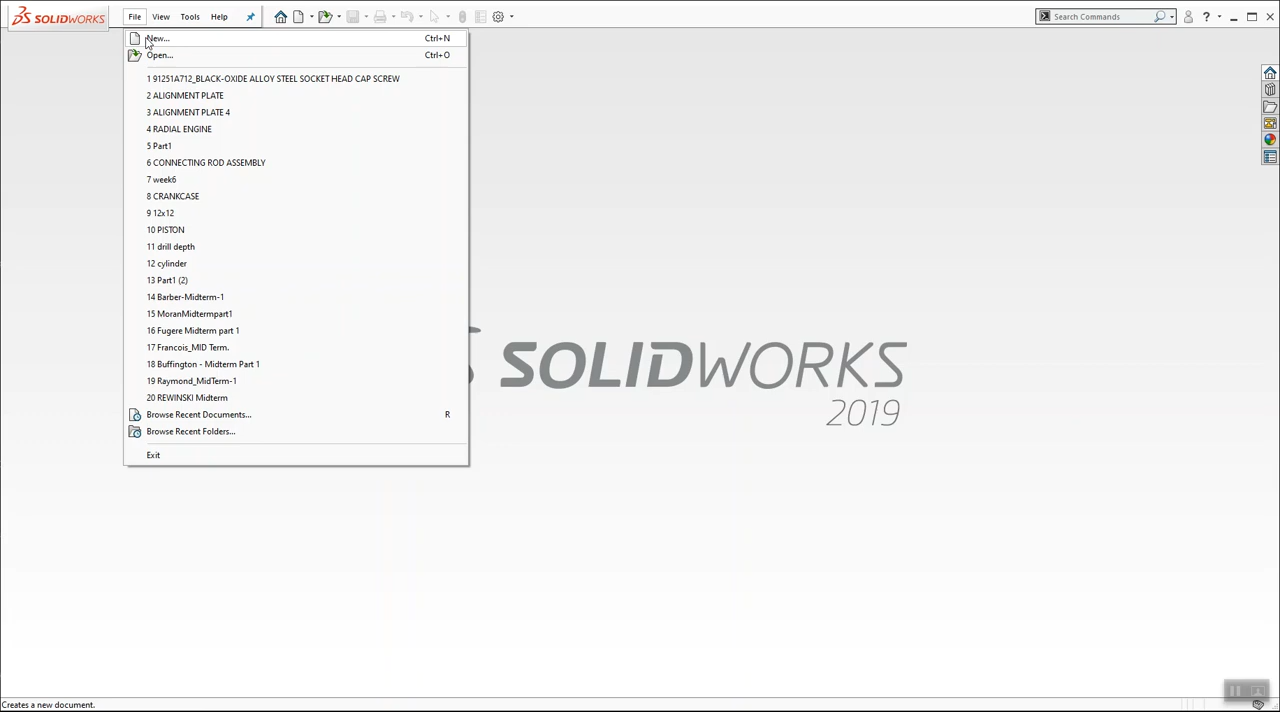 SOLIDWORKS File View Tools Help Search Commands ?
New... Ctrl+N
Open... Ctrl+O
1 91251A712_BLACK-OXIDE ALLOY STEEL SOCKET HEAD CAP SCREW
2 ALIGNMENT PLATE
3 ALIGNMENT PLATE 4
4 RADIAL ENGINE
5 Part1
6 CONNECTING ROD ASSEMBLY
7 week6
8 CRANKCASE
9 12x12
10 PISTON
11 drill depth
12 cylinder
13 Part1 (2)
14 Barber-Midterm-1
15 MoranMidtermpart1
16 Fugere Midterm part 1
17 Francois_MID Term.
18 Buffington - Midterm Part 1
19 Raymond_MidTerm-1
20 REWINSKI Midterm
Browse Recent Documents... R
Browse Recent Folders...
Exit
SOLIDWORKS
2019
Creates a new document.